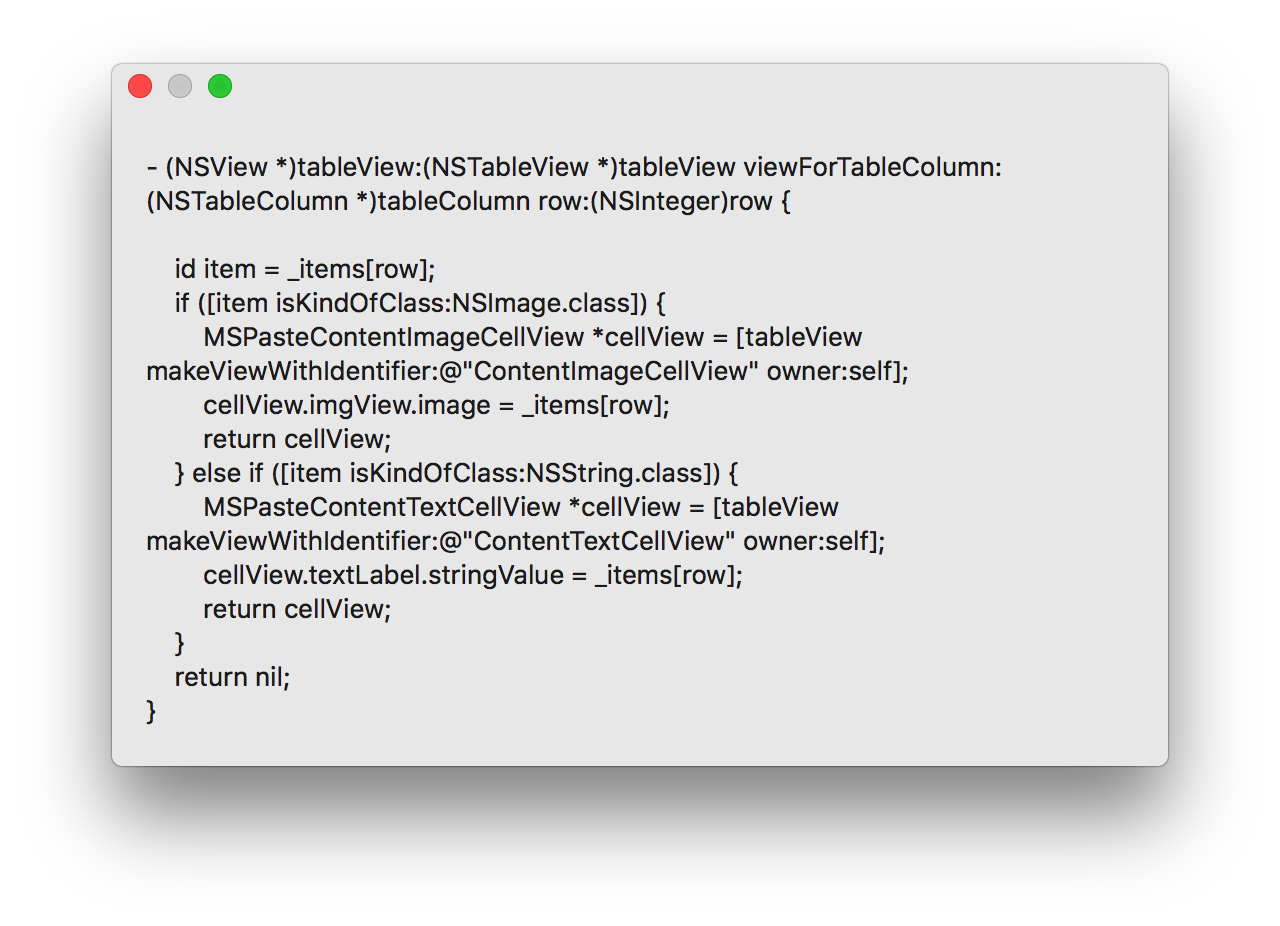 - (NSView *)tableView:(NSTableView *)tableView viewForTableColumn:
(NSTableColumn *)tableColumn row:(NSInteger)row {

    id item = _items[row];
    if ([item isKindOfClass:NSImage.class]) {
        MSPasteContentImageCellView *cellView = [tableView
makeViewWithIdentifier:@"ContentImageCellView" owner:self];
        cellView.imgView.image = _items[row];
        return cellView;
    } else if ([item isKindOfClass:NSString.class]) {
        MSPasteContentTextCellView *cellView = [tableView
makeViewWithIdentifier:@"ContentTextCellView" owner:self];
        cellView.textLabel.stringValue = _items[row];
        return cellView;
    }
    return nil;
}